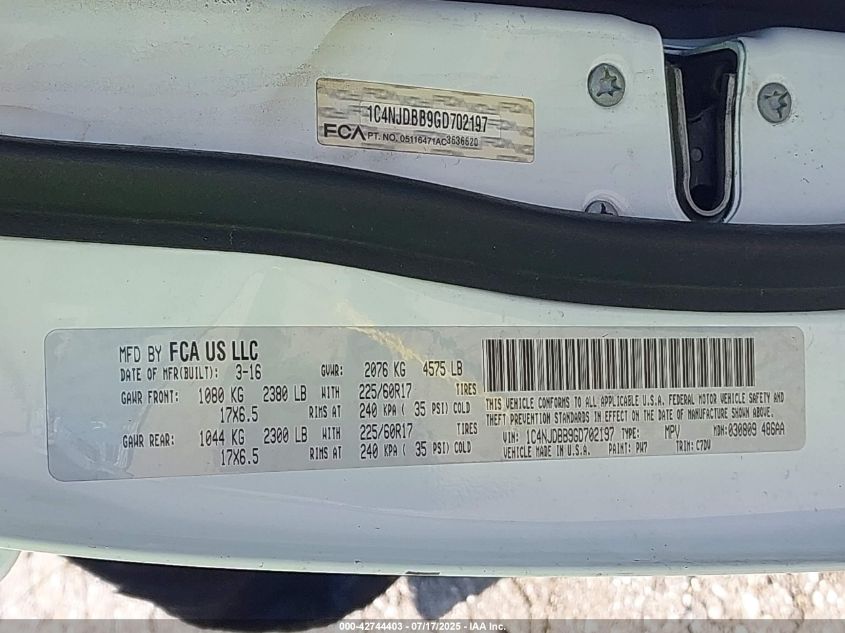 1C4NJDBB9GD702197
FCA PT. NO. 05116471AC3636520
MFD BY FCA US LLC
DATE OF MFR(BUILT): 3-16 GVWR: 2076 KG 4575 LB
GAWR FRONT: 1080 KG 2380 LB WITH 225/60R17 TIRES
17X6.5 RIMS AT 240 KPA ( 35 PSI) COLD
GAWR REAR: 1044 KG 2300 LB WITH 225/60R17 TIRES
17X6.5 RIMS AT 240 KPA ( 35 PSI) COLD
THIS VEHICLE CONFORMS TO ALL APPLICABLE U.S.A. FEDERAL MOTOR VEHICLE SAFETY AND
THEFT PREVENTION STANDARDS IN EFFECT ON THE DATE OF MANUFACTURE SHOWN ABOVE.
VIN: 1C4NJDBB9GD702197 TYPE: MPV MDH:030809 486AA
VEHICLE MADE IN U.S.A. PAINT: PW7 TRIM: C7DV
000-42744403 - 07/17/2025 - IAA Inc.